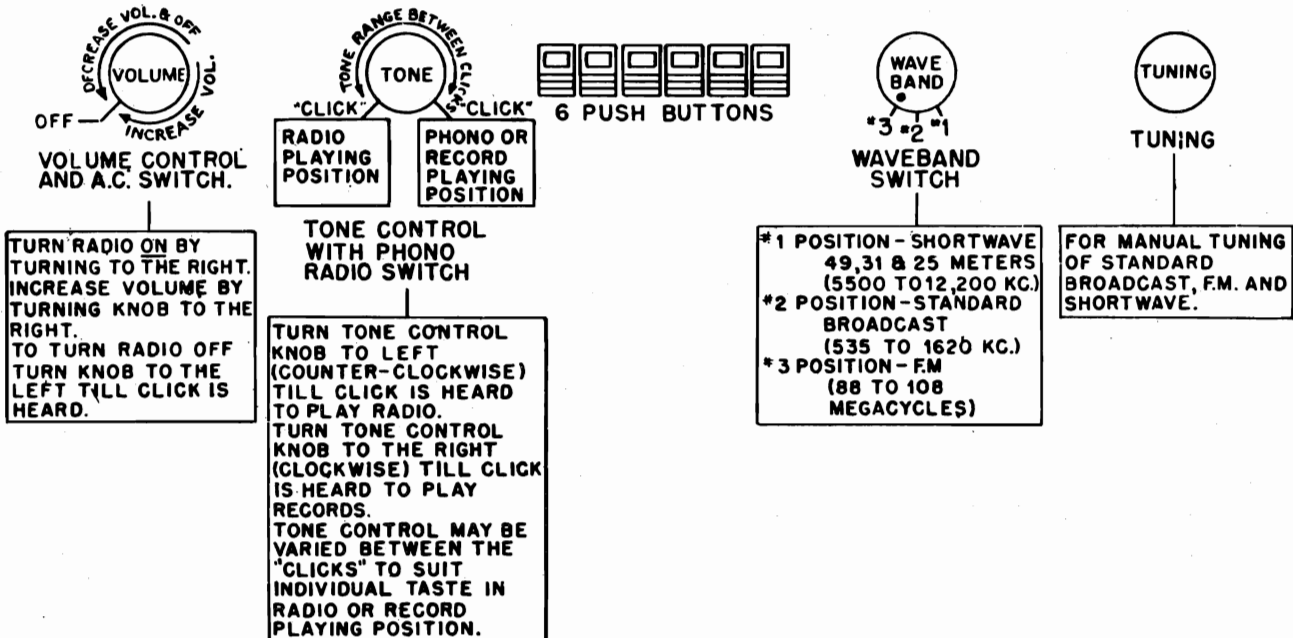 DECREASE VOL. & OFF
VOLUME
INCREASE VOL.
OFF
VOLUME CONTROL
AND A.C. SWITCH.
TURN RADIO ON BY
TURNING TO THE RIGHT.
INCREASE VOLUME BY
TURNING KNOB TO THE
RIGHT.
TO TURN RADIO OFF
TURN KNOB TO THE
LEFT TILL CLICK IS
HEARD.
TONE RANGE BETWEEN CLICKS
TONE
"CLICK"
"CLICK"
RADIO
PLAYING
POSITION
PHONO OR
RECORD
PLAYING
POSITION
TONE CONTROL
WITH PHONO
RADIO SWITCH
TURN TONE CONTROL
KNOB TO LEFT
(COUNTER-CLOCKWISE)
TILL CLICK IS HEARD
TO PLAY RADIO.
TURN TONE CONTROL
KNOB TO THE RIGHT
(CLOCKWISE) TILL CLICK
IS HEARD TO PLAY
RECORDS.
TONE CONTROL MAY BE
VARIED BETWEEN THE
"CLICKS" TO SUIT
INDIVIDUAL TASTE IN
RADIO OR RECORD
PLAYING POSITION.
6 PUSH BUTTONS
WAVE
BAND
#3 #2 #1
WAVEBAND
SWITCH
#1 POSITION - SHORTWAVE
49,31 & 25 METERS
(5500 TO 12,200 KC.)
#2 POSITION - STANDARD
BROADCAST
(535 TO 1620 KC.)
#3 POSITION - F.M
(88 TO 108
MEGACYCLES)
TUNING
TUNING
FOR MANUAL TUNING
OF STANDARD
BROADCAST, F.M. AND
SHORTWAVE.